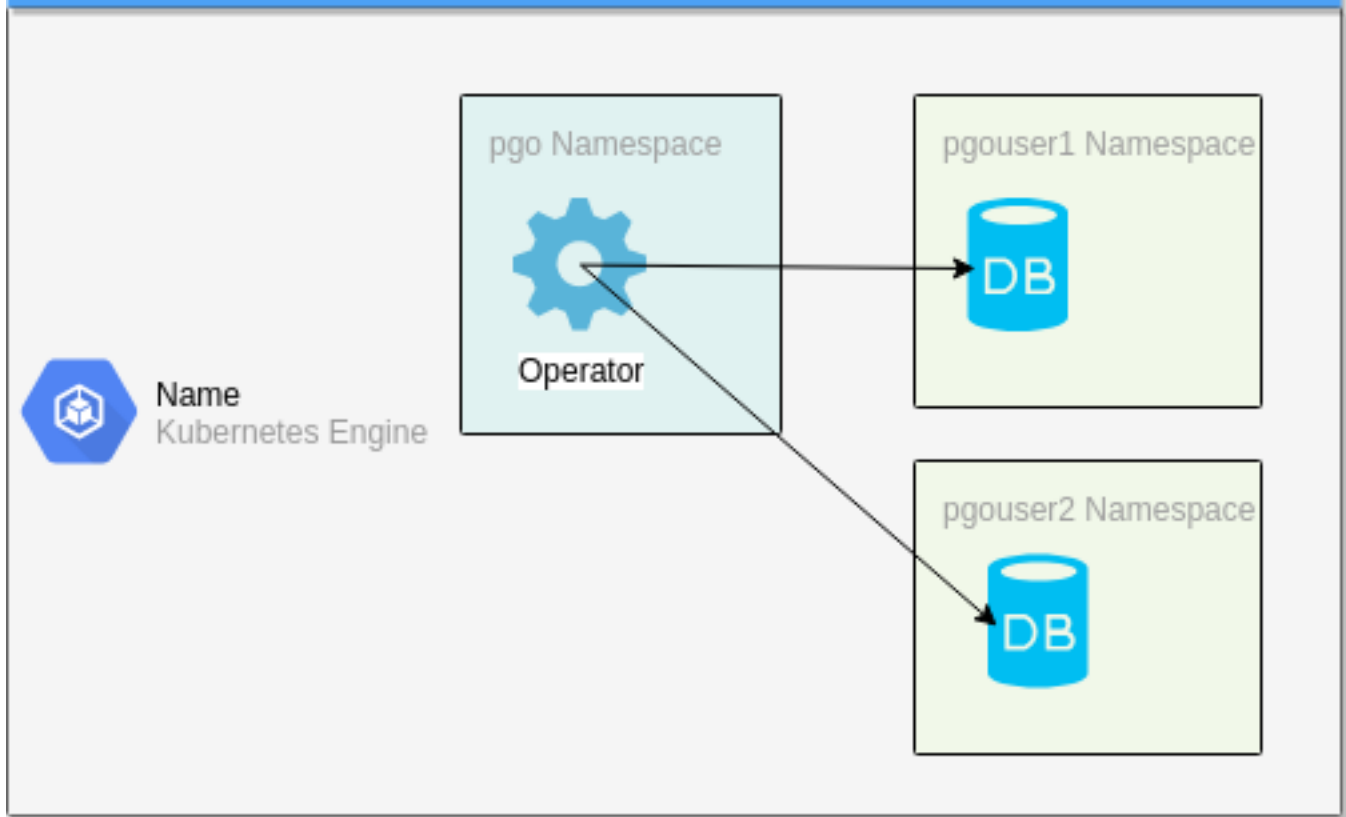 pgo Namespace
Operator
Name
Kubernetes Engine
pgouser1 Namespace
DB
pgouser2 Namespace
DB